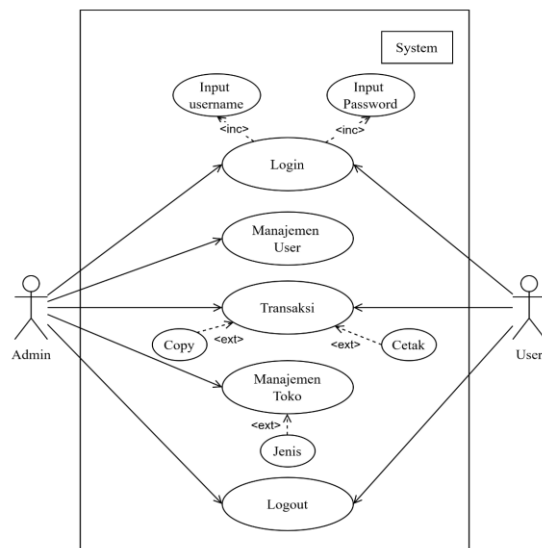 System
Input
username
Input
Password
<inc>
<inc>
Login
Manajemen
User
Transaksi
Admin
Copy
<ext>
<ext>
Cetak
User
Manajemen
Toko
<ext>
Jenis
Logout